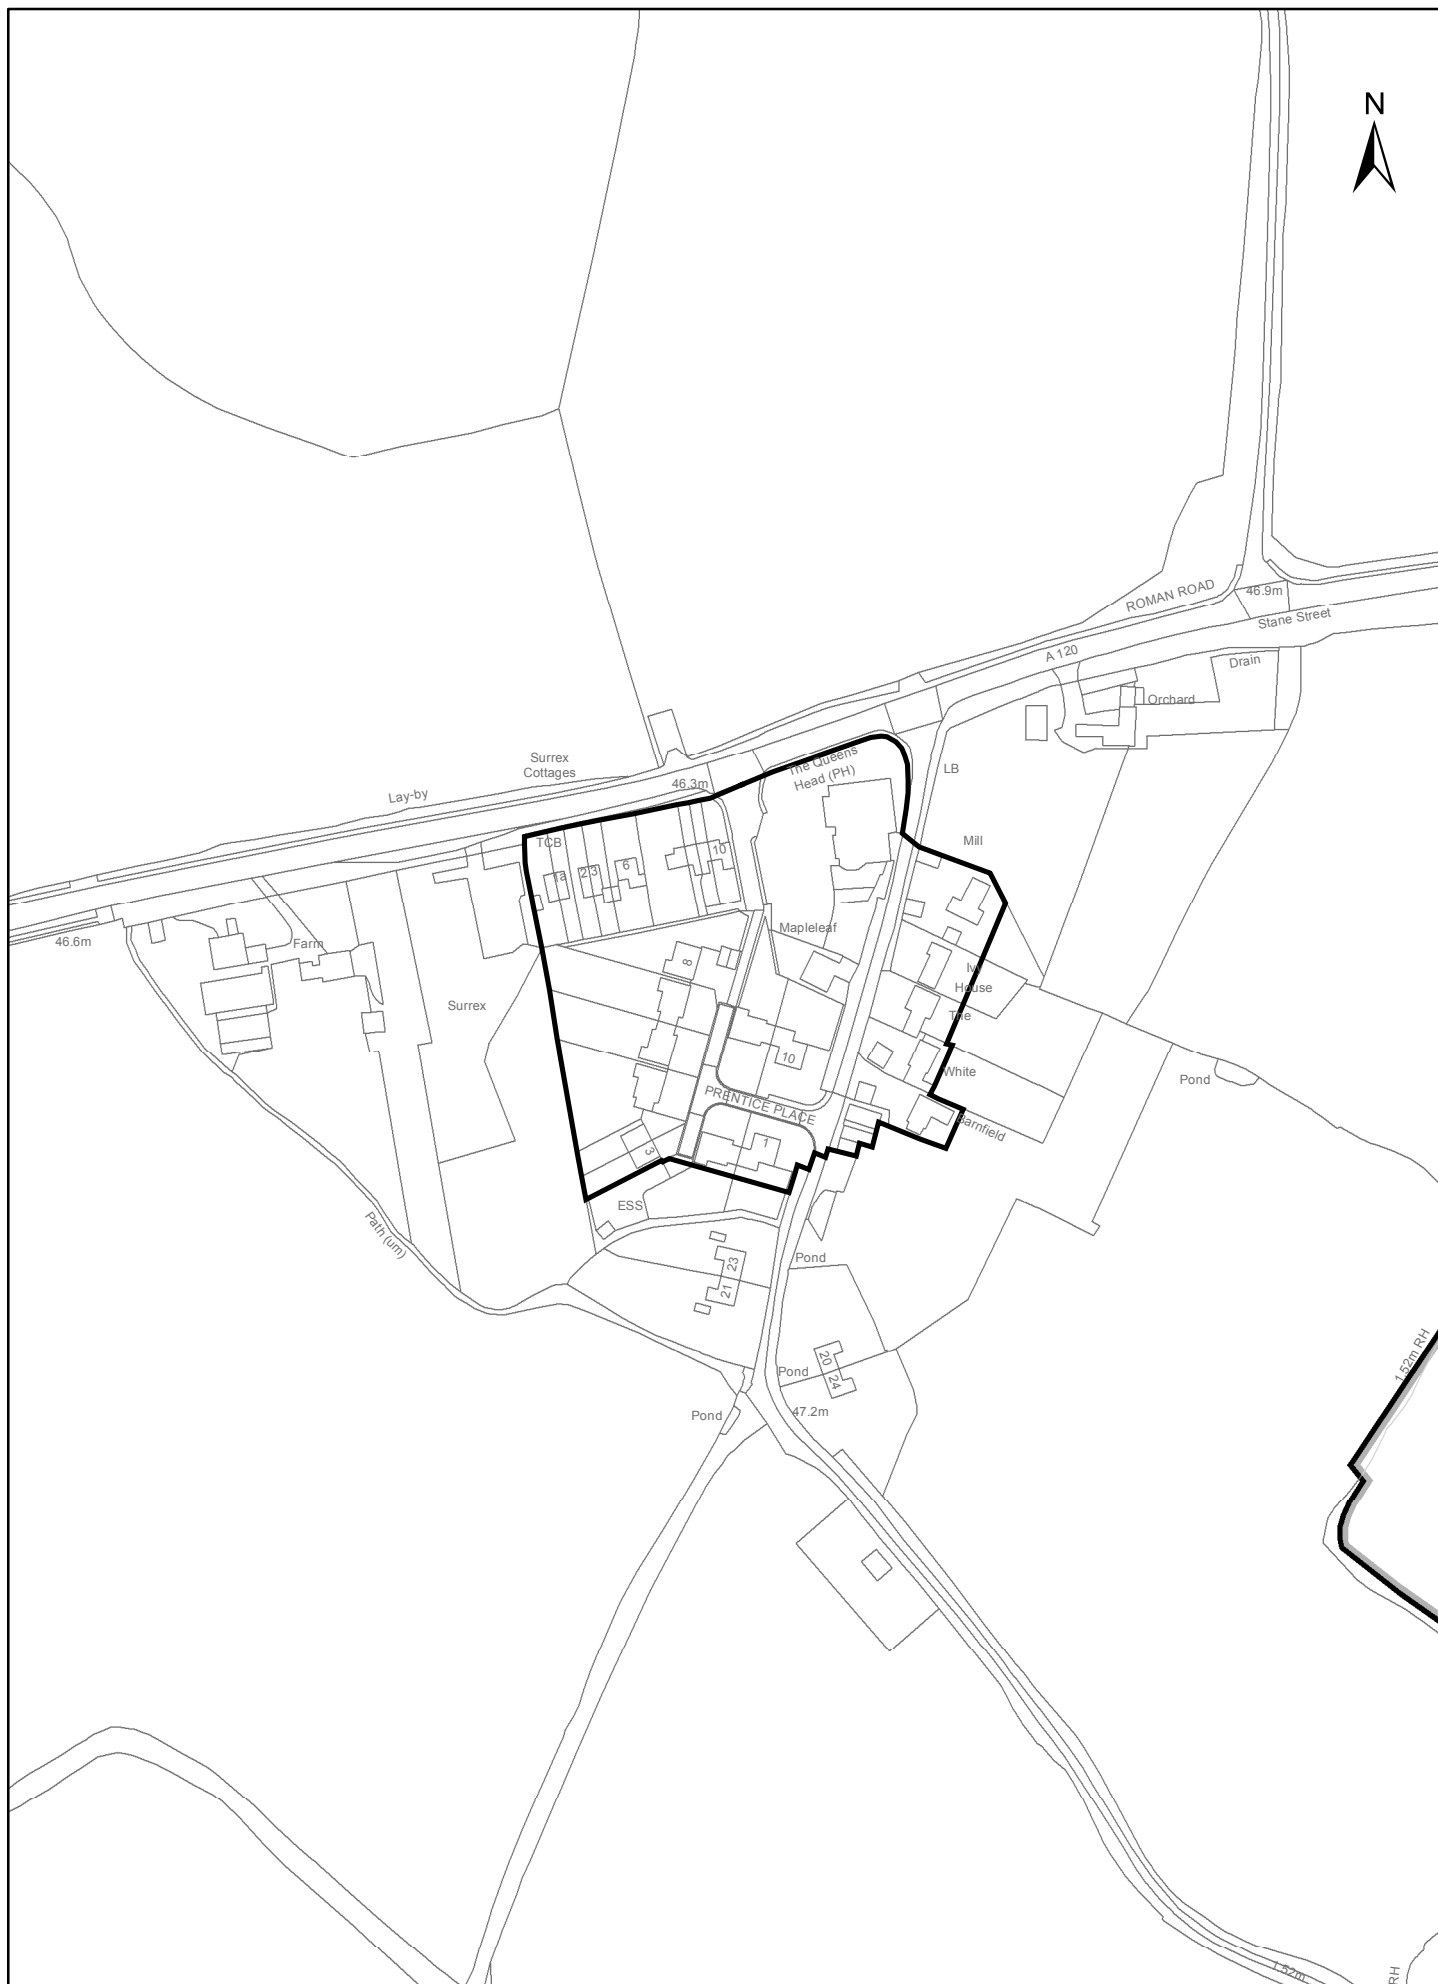 N
ROMAN ROAD
46.9m
Stane Street
A 120
Drain
Orchard
The Queens
Head (PH)
LB
Surrex
Cottages
46.3m
Lay-by
TCB
Mill
1a
2
3
6
10
46.6m
Farm
Mapleleaf
8
Ivy
House
The
Surrex
10
White
Pond
PRENTICE PLACE
Barnfield
1
3
ESS
Path (um)
Pond
23
21
1.52m RH
20
24
Pond
47.2m
Pond
1.52m
RH